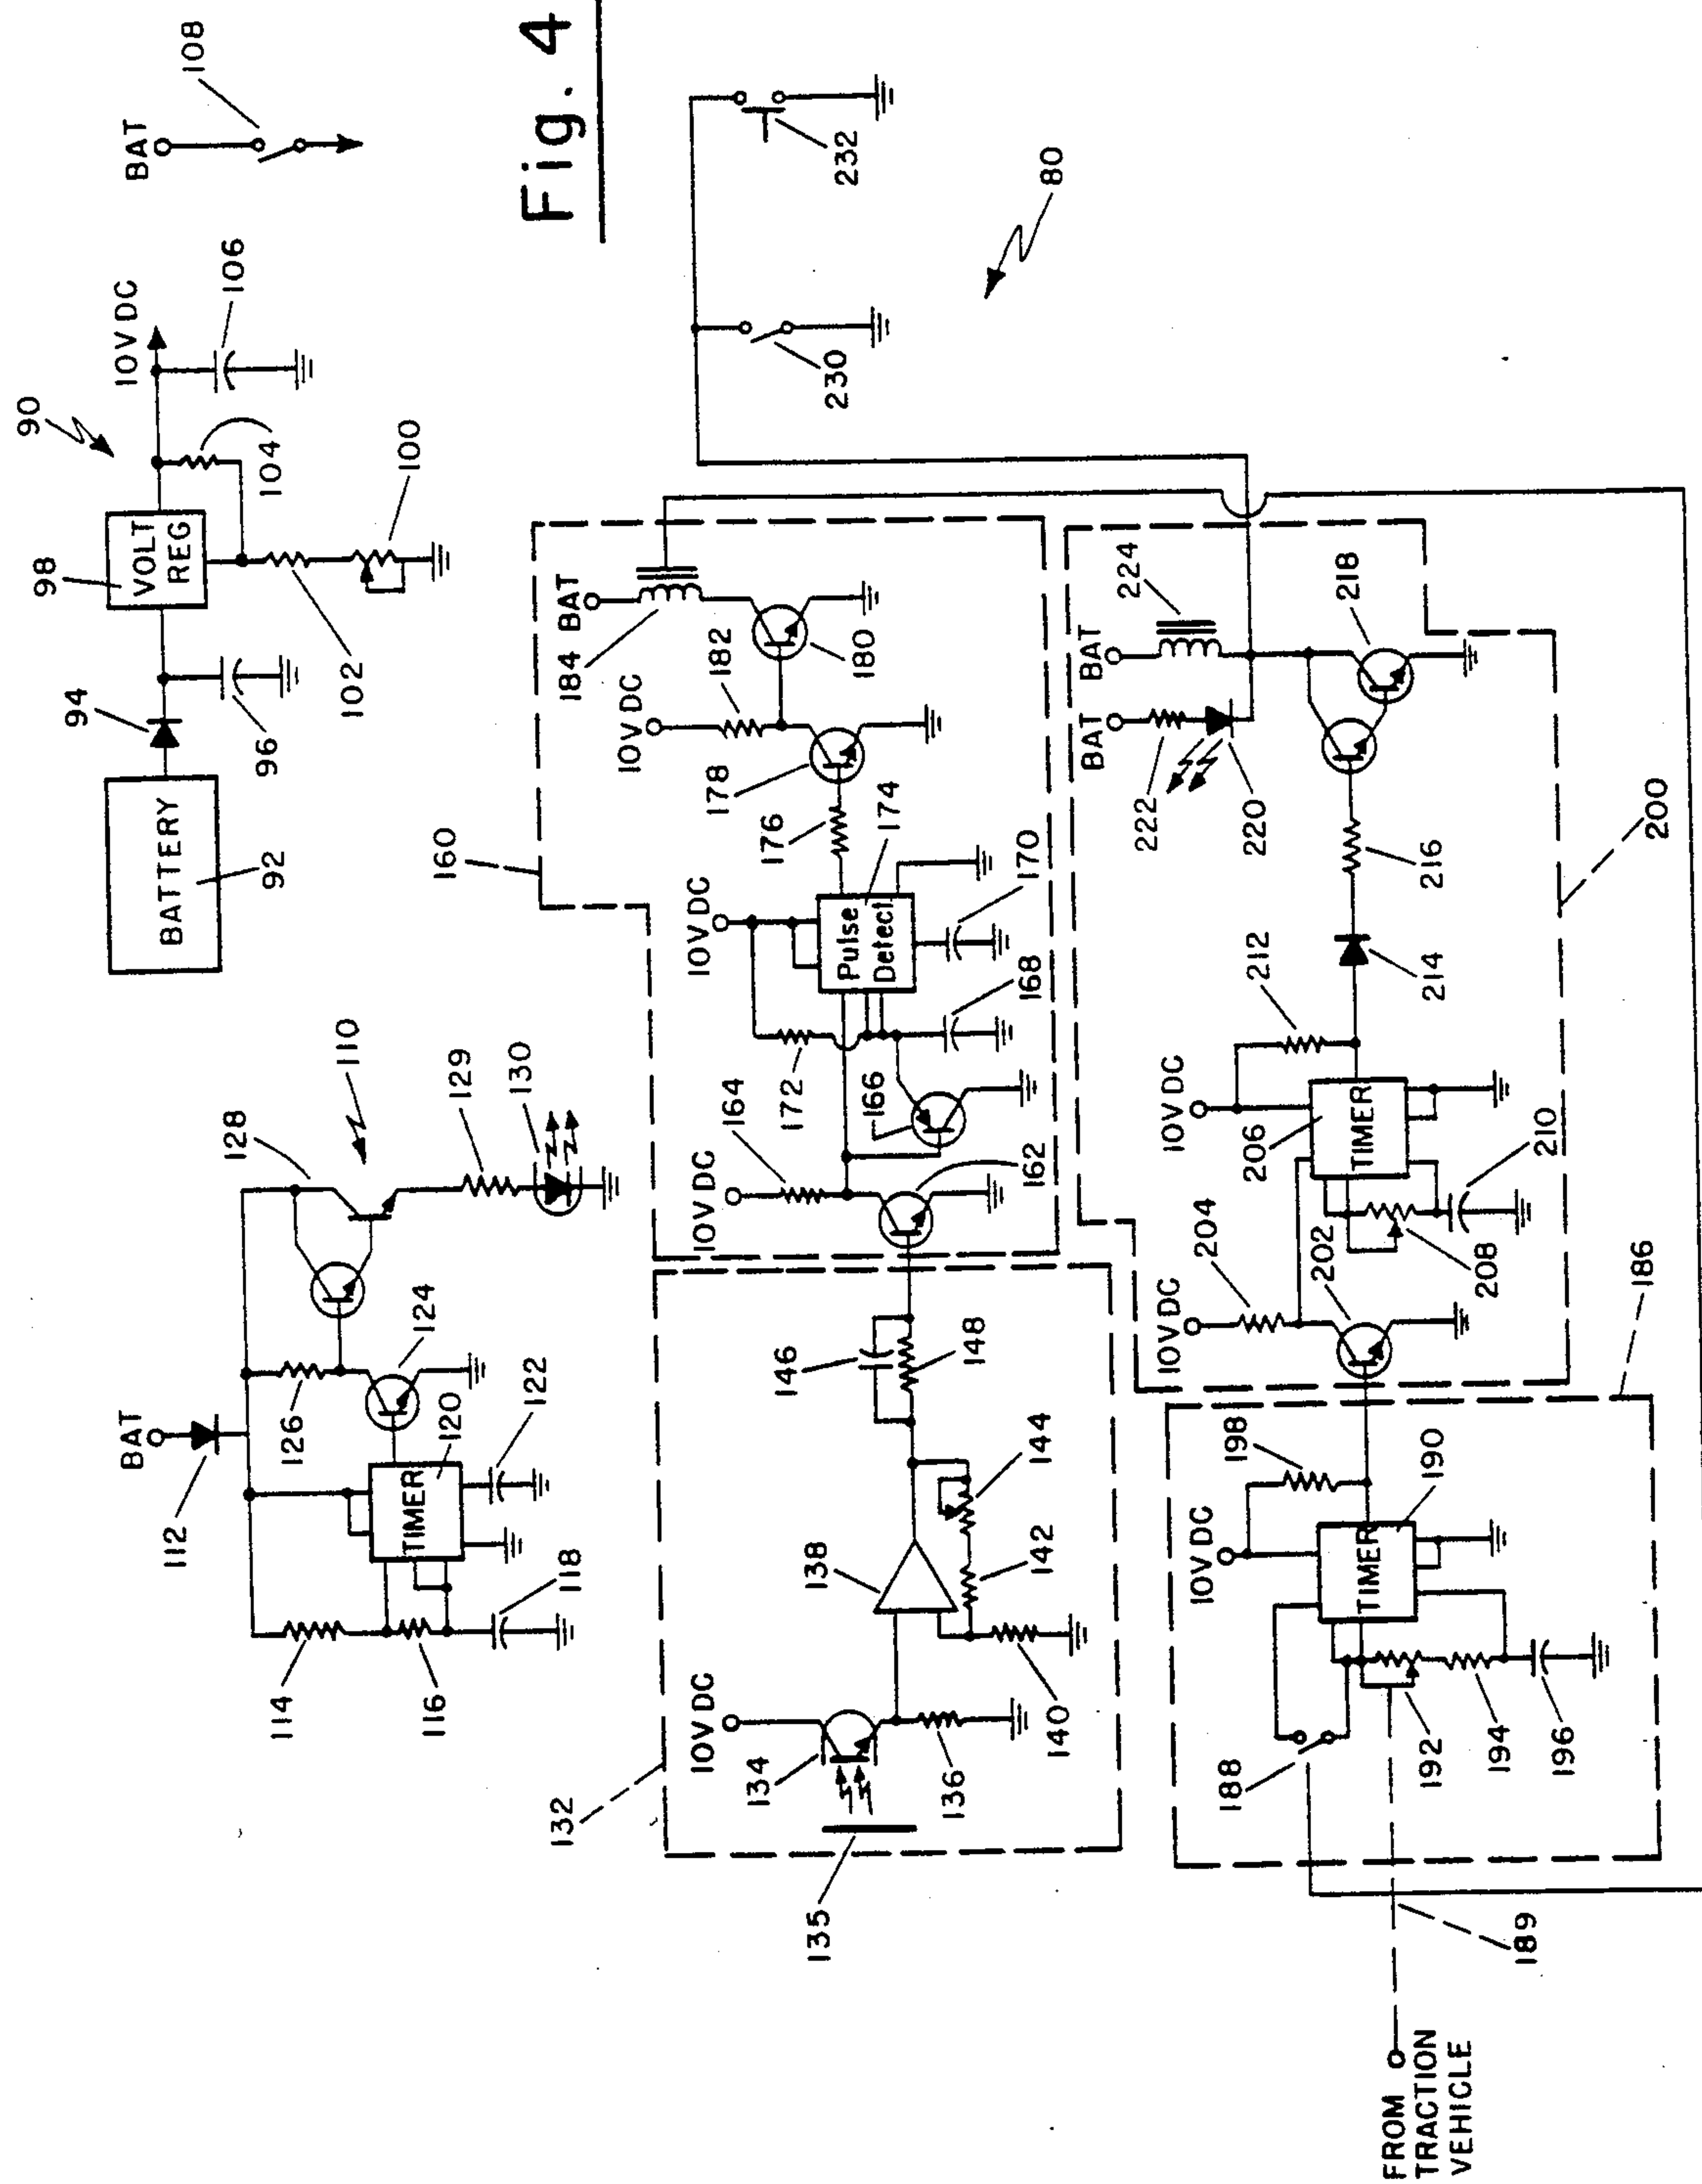 BAT
112
114
116
118
TIMER
120
122
124
126
128
110
129
130
BATTERY
92
94
96
98
VOLT
REG
90
10V DC
102
104
100
106
BAT
108
Fig. 4
132
135
10V DC
134
136
138
140
142
144
146
148
160
10V DC
164
162
166
172
168
10V DC
Pulse
Detect
174
170
176
178
10V DC
182
180
184
BAT
230
232
80
FROM
TRACTION
VEHICLE
189
188
10V DC
TIMER
190
192
194
196
198
186
10V DC
204
202
10V DC
206
TIMER
208
210
212
214
216
BAT
BAT
222
220
224
218
200